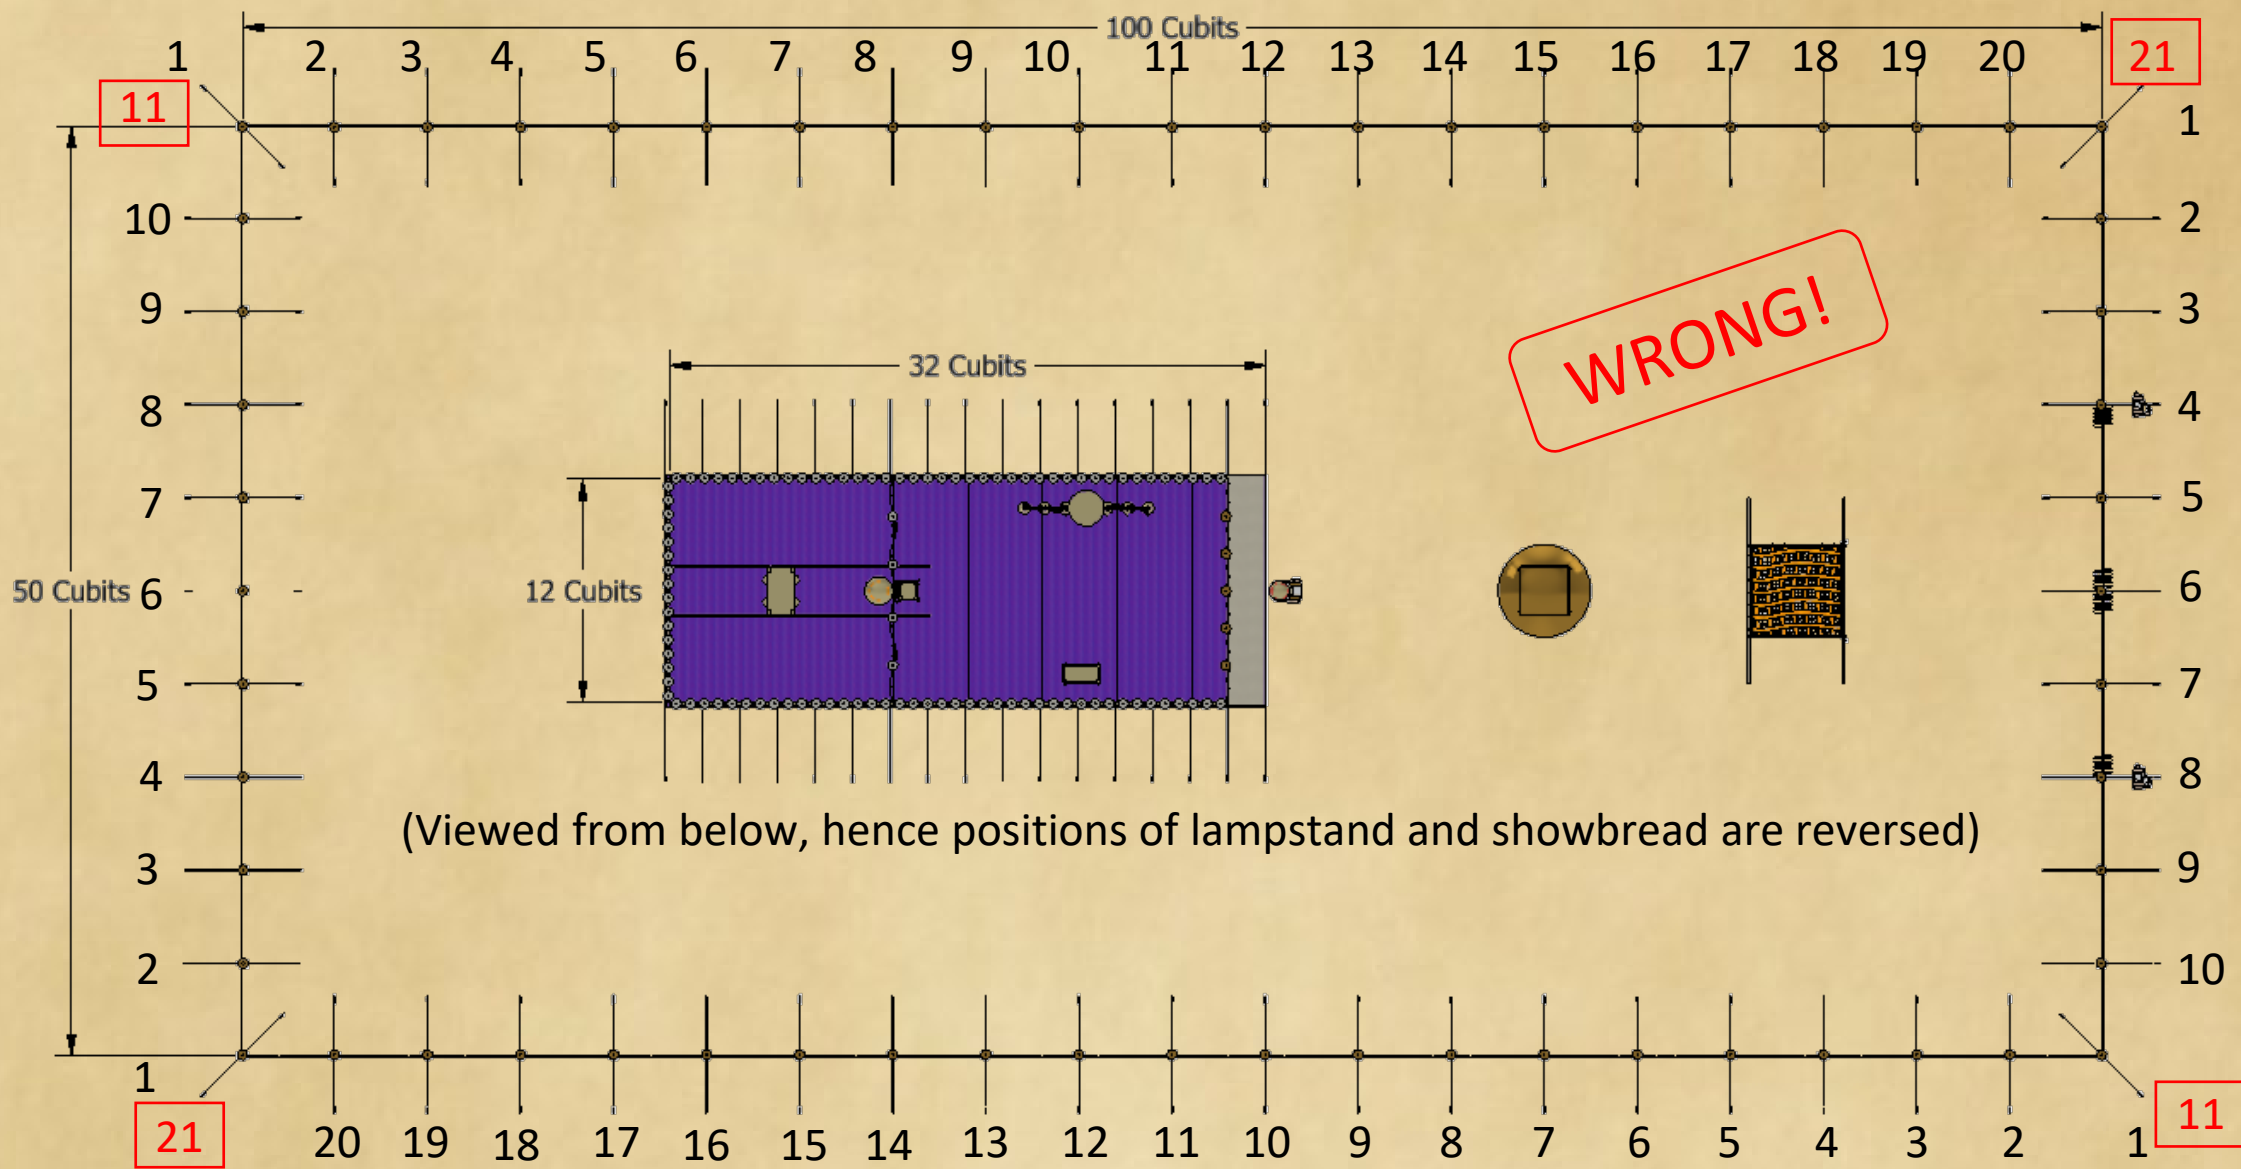 100 Cubits
1 2 3 4 5 6 7 8 9 10 11 12 13 14 15 16 17 18 19 20 21
11
1
10 2
9 3
WRONG!
32 Cubits
8 4
7 5
50 Cubits 6 12 Cubits 6
5 7
4 8
(Viewed from below, hence positions of lampstand and showbread are reversed)
3 9
2 10
1
21 20 19 18 17 16 15 14 13 12 11 10 9 8 7 6 5 4 3 2 1
11